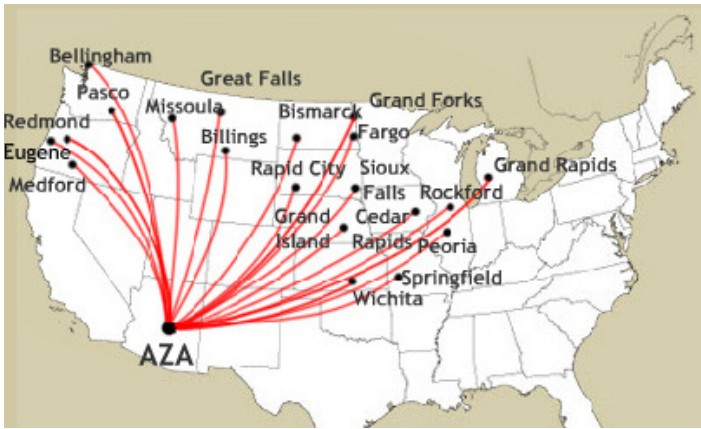 Bellingham
Great Falls
Pasco
Missoula
Bismarck
Grand Forks
Redmond
Billings
Fargo
Eugene
Rapid City
Sioux
Falls
Grand Rapids
Medford
Rockford
Grand
Island
Cedar
Rapids
Peoria
Springfield
Wichita
AZA